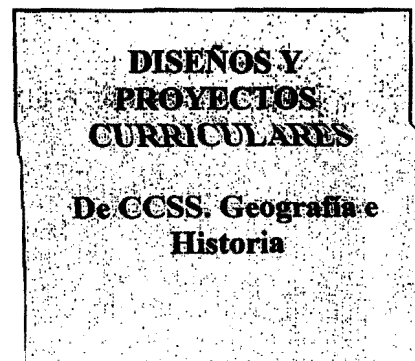 DISEÑOS Y
PROYECTOS
CURRICULARES
De CCSS. Geografía e
Historia